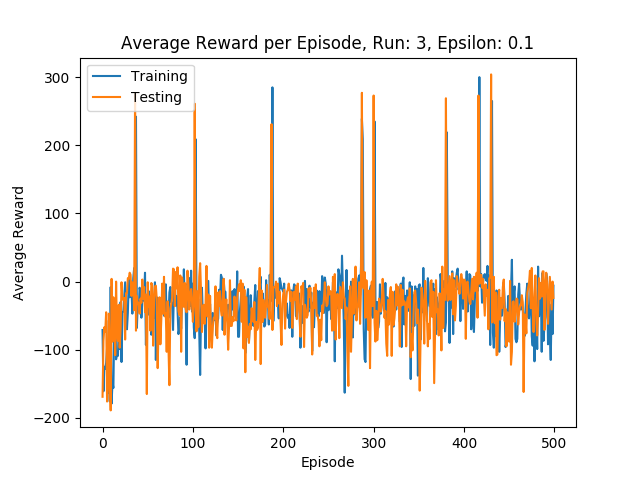 Average Reward per Episode, Run: 3, Epsilon: 0.1
Training
Testing
Average Reward
300
200
100
0
−100
−200
0
100
200
300
400
500
Episode